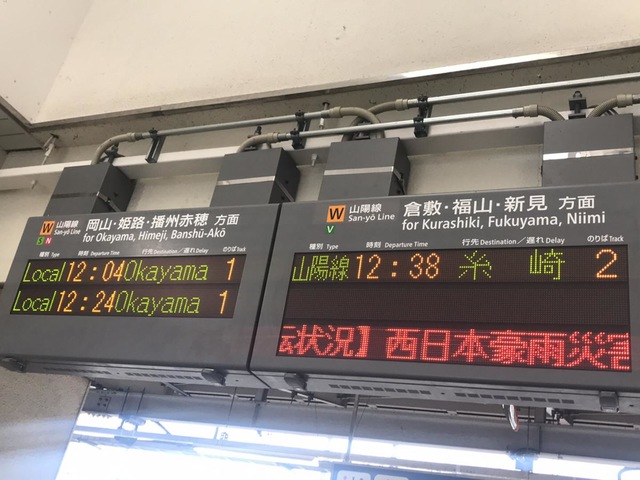 W 山陽線 San-yō Line
S N
岡山・姫路・播州赤穂 方面
for Okayama, Himeji, Banshū-Akō
種別 Type 時刻 Departure Time 行先 Destination / 遅れ Delay のりば Track
Local 12:04 Okayama 1
Local 12:24 Okayama 1
W 山陽線 San-yō Line
V
倉敷・福山・新見 方面
for Kurashiki, Fukuyama, Niimi
種別 Type 時刻 Departure Time 行先 Destination / 遅れ Delay のりば Track
山陽線 12:38 糸崎 2
転状況】 西日本豪雨災害